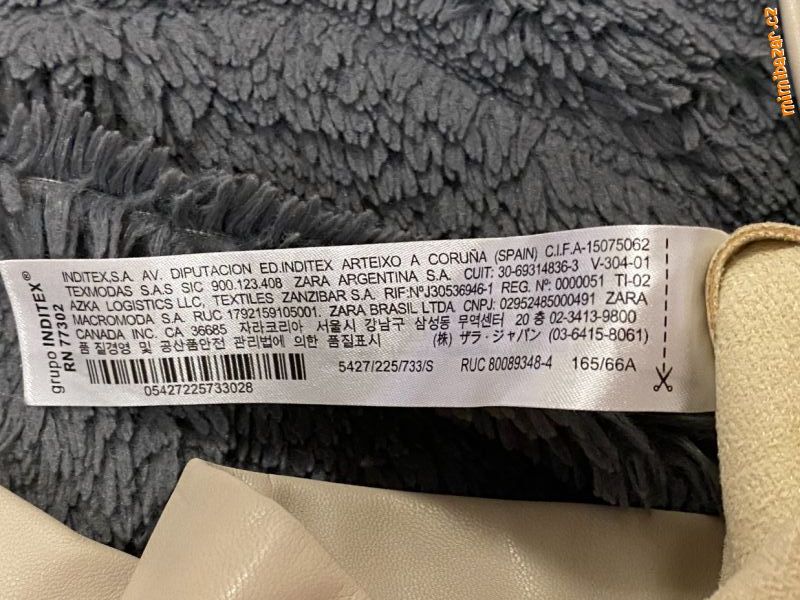 mimibazar.cz
grupo INDITEX®
RN 77302
INDITEX,S.A. AV. DIPUTACION ED.INDITEX ARTEIXO A CORUÑA (SPAIN) C.I.F.A-15075062
TEXMODAS S.A.S SIC 900.123.408 ZARA ARGENTINA S.A. CUIT: 30-69314836-3 V-304-01
AZKA LOGISTICS LLC, TEXTILES ZANZIBAR S.A. RIF:NºJ30536946-1 REG. Nº 0000051 TI-02
MACROMODA S.A. RUC 1792159105001. ZARA BRASIL LTDA CNPJ: 02952485000491 ZARA
CANADA INC. CA 36685 자라코리아 서울시 강남구 삼성동 무역센터 20 층 02-3413-9800
품 질경영 및 공산품안전 관리법에 의한 품질표시 (株) ザラ・ジャパン (03-6415-8061)
5427/225/733/S RUC 80089348-4 165/66A
05427225733028